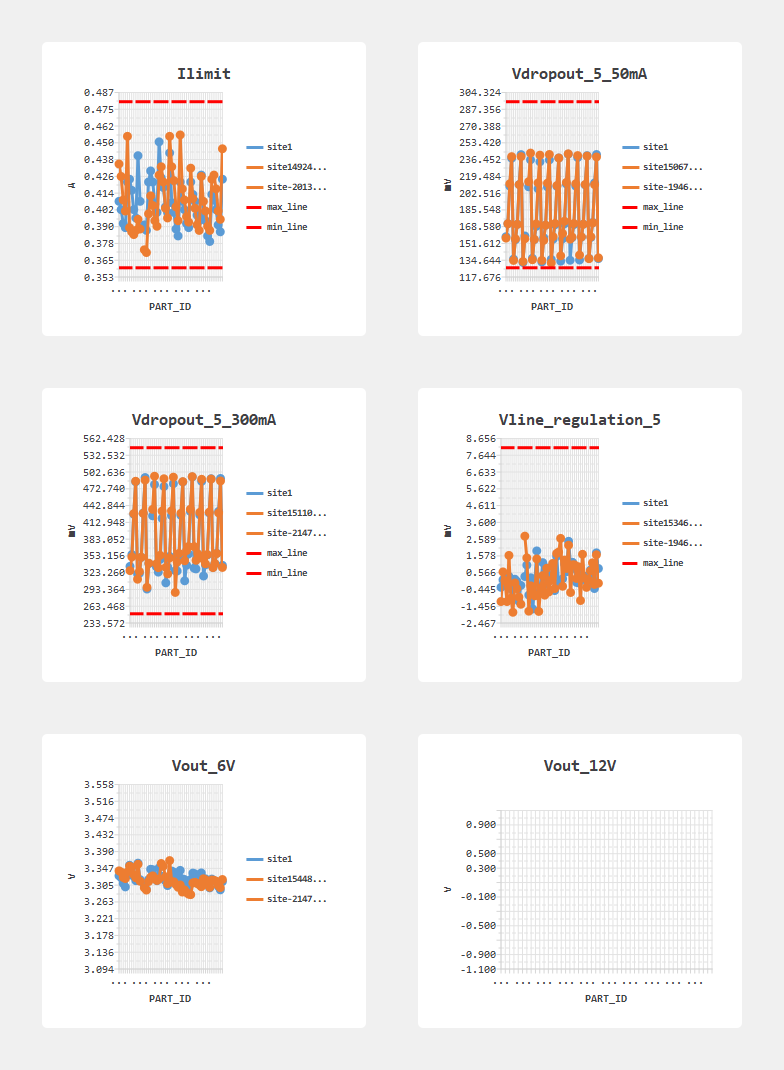 Ilimit
0.487
0.475
0.462
0.450
0.438
0.426
0.414
0.402
0.390
0.378
0.365
0.353
A
... ... ... ... ...
PART_ID
site1
site14924...
site-2013...
max_line
min_line
Vdropout_5_50mA
304.324
287.356
270.388
253.420
236.452
219.484
202.516
185.548
168.580
151.612
134.644
117.676
mV
... ... ... ... ...
PART_ID
site1
site15067...
site-1946...
max_line
min_line
Vdropout_5_300mA
562.428
532.532
502.636
472.740
442.844
412.948
383.052
353.156
323.260
293.364
263.468
233.572
mV
... ... ... ... ...
PART_ID
site1
site15110...
site-2147...
max_line
min_line
Vline_regulation_5
8.656
7.644
6.633
5.622
4.611
3.600
2.589
1.578
0.566
-0.445
-1.456
-2.467
mV
... ... ... ... ...
PART_ID
site1
site15346...
site-1946...
max_line
Vout_6V
3.558
3.516
3.474
3.432
3.390
3.347
3.305
3.263
3.221
3.178
3.136
3.094
V
... ... ... ... ...
PART_ID
site1
site15448...
site-2147...
Vout_12V
0.900
0.500
0.300
-0.100
-0.500
-0.900
-1.100
V
... ... ... ... ... ... ... ... ... ...
PART_ID